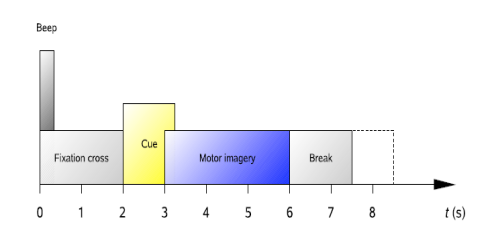 Beep
Fixation cross
Cue
Motor imagery
Break
0 1 2 3 4 5 6 7 8 t (s)